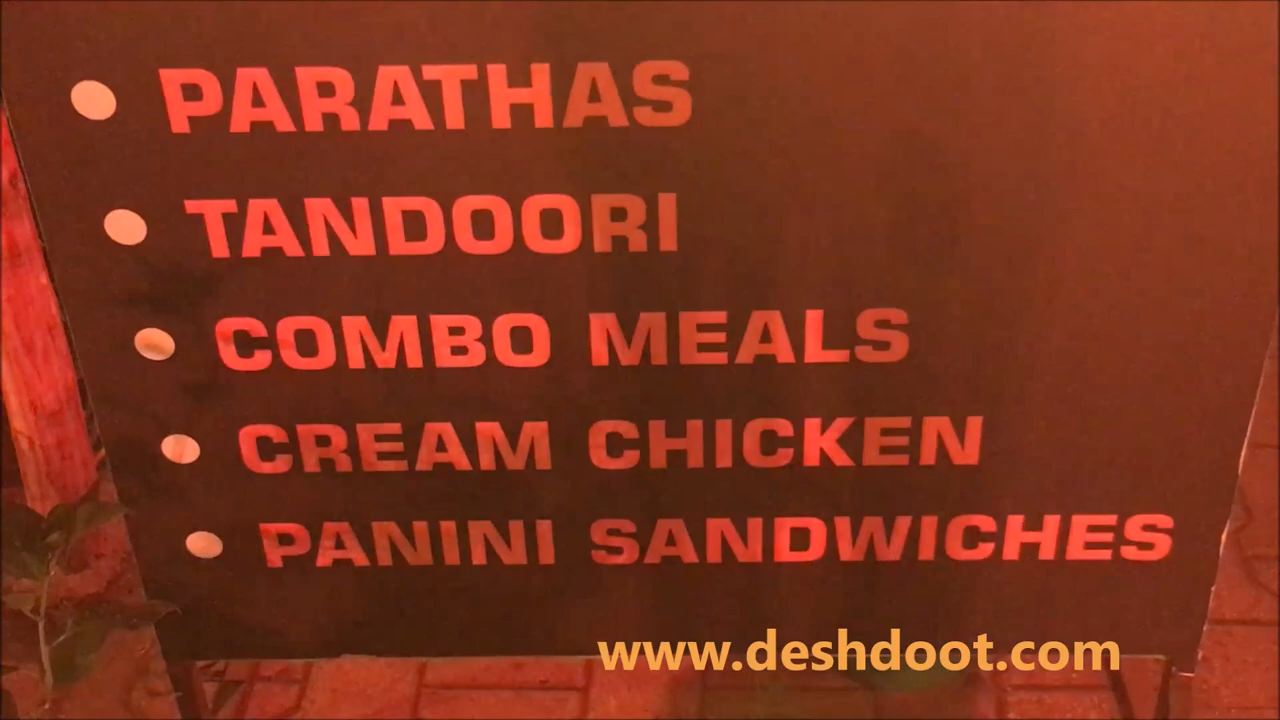 PARATHAS
TANDOORI
COMBO MEALS
CREAM CHICKEN
PANINI SANDWICHES
www.deshdoot.com